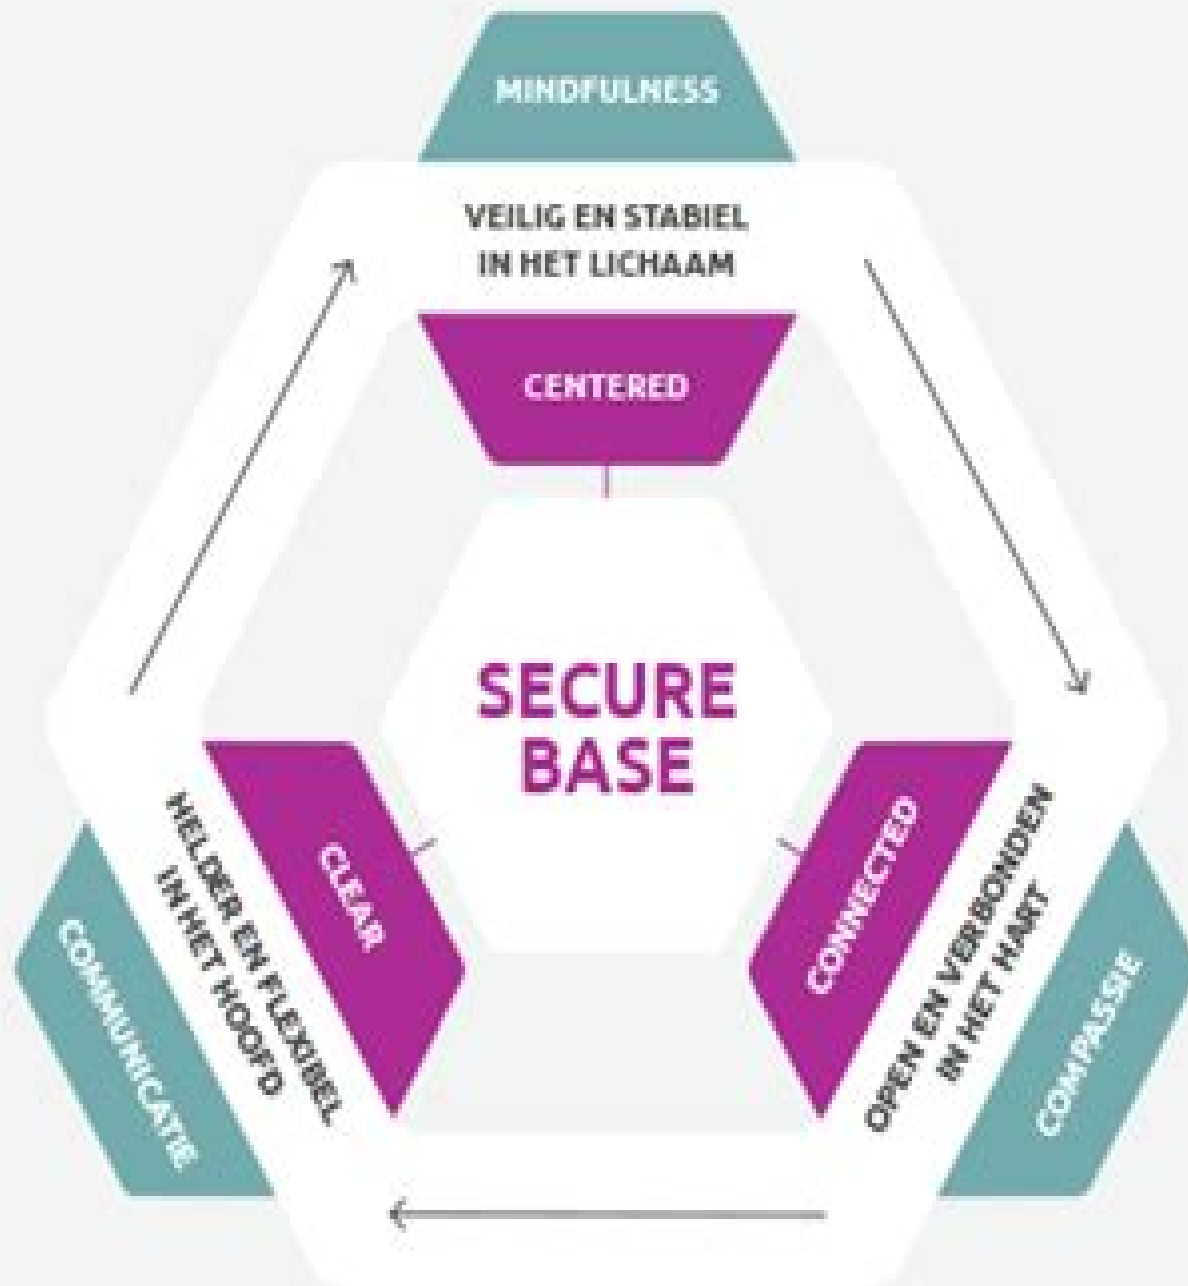 MINDFULNESS
VEILIG EN STABIEL
IN HET LICHAAM
CENTERED
SECURE
BASE
CONNECTED
OPEN EN VERBONDEN
IN HET HART
COMPASSIE
CLEAR
HELDER EN FLEXIBEL
IN HET HOOFD
COMMUNICATIE